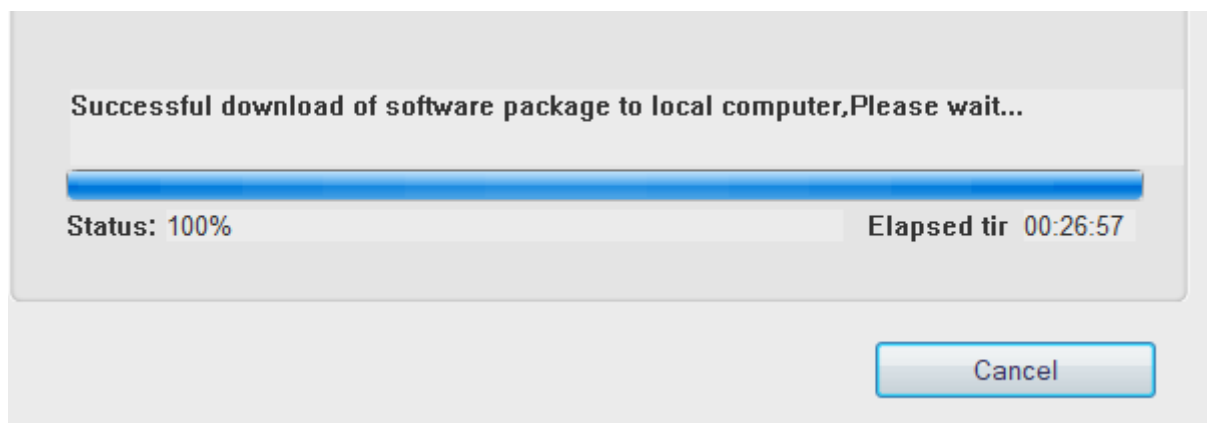 Successful download of software package to local computer,Please wait...
Status: 100% Elapsed tir 00:26:57
Cancel